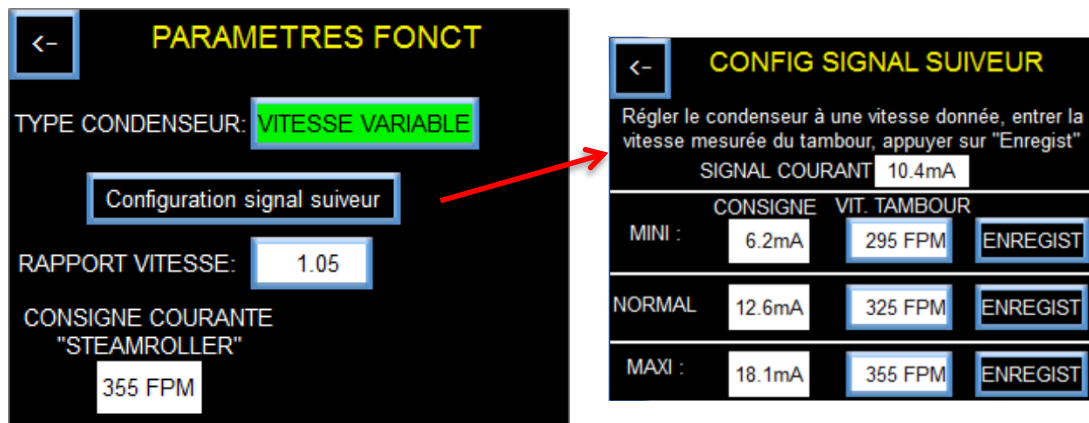 <-
PARAMETRES FONCT
TYPE CONDENSEUR: VITESSE VARIABLE
Configuration signal suiveur
RAPPORT VITESSE: 1.05
CONSIGNE COURANTE
"STEAMROLLER"
355 FPM
<-
CONFIG SIGNAL SUIVEUR
Régler le condenseur à une vitesse donnée, entrer la
vitesse mesurée du tambour, appuyer sur "Enregist"
SIGNAL COURANT 10.4mA
CONSIGNE VIT. TAMBOUR
MINI : 6.2mA 295 FPM ENREGIST
NORMAL 12.6mA 325 FPM ENREGIST
MAXI : 18.1mA 355 FPM ENREGIST